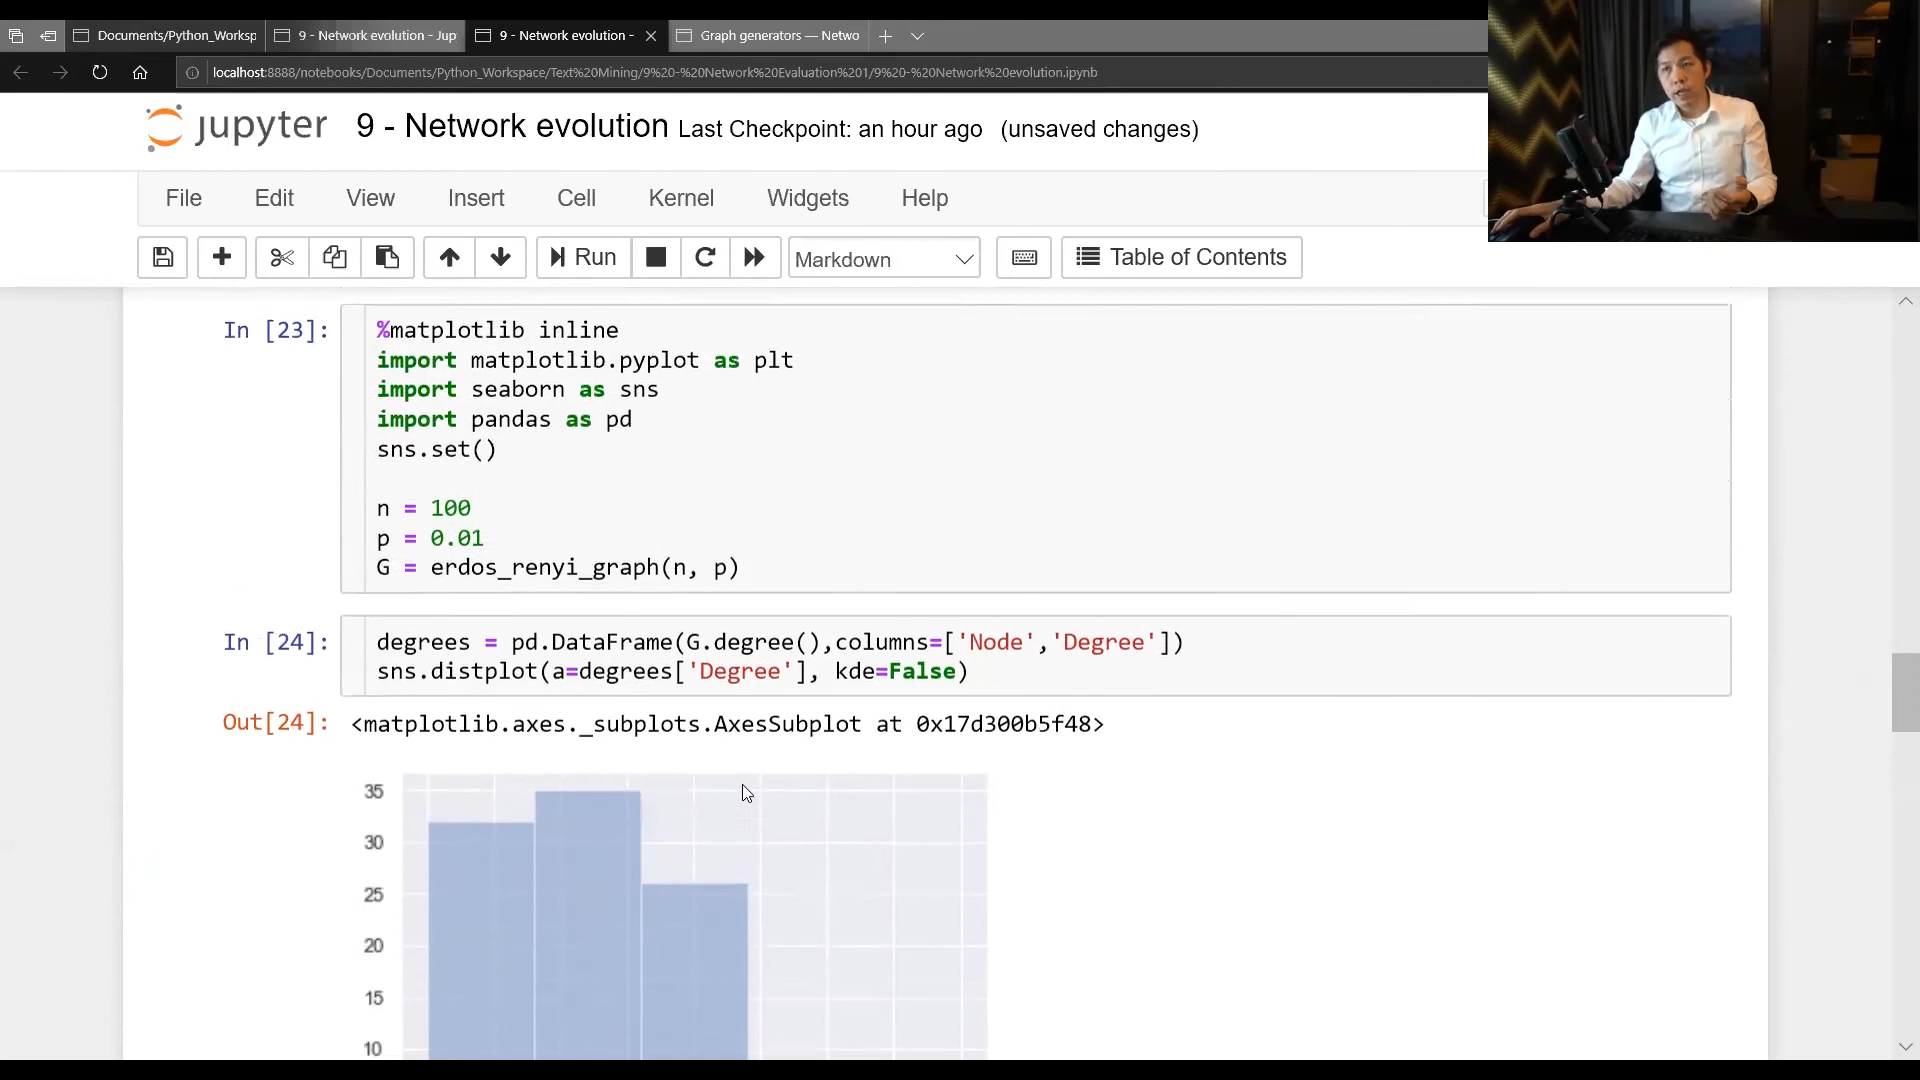 Documents/Python_Worksp
9 - Network evolution - Jup
9 - Network evolution -
Graph generators — Netwo
localhost:8888/notebooks/Documents/Python_Workspace/Text%20Mining/9%20-%20Network%20Evaluation%201/9%20-%20Network%20evolution.ipynb
jupyter 9 - Network evolution Last Checkpoint: an hour ago (unsaved changes)
File Edit View Insert Cell Kernel Widgets Help
Run Markdown Table of Contents
In [23]:
%matplotlib inline
import matplotlib.pyplot as plt
import seaborn as sns
import pandas as pd
sns.set()
n = 100
p = 0.01
G = erdos_renyi_graph(n, p)
In [24]:
degrees = pd.DataFrame(G.degree(),columns=['Node','Degree'])
sns.distplot(a=degrees['Degree'], kde=False)
Out[24]: <matplotlib.axes._subplots.AxesSubplot at 0x17d300b5f48>
35
30
25
20
15
10